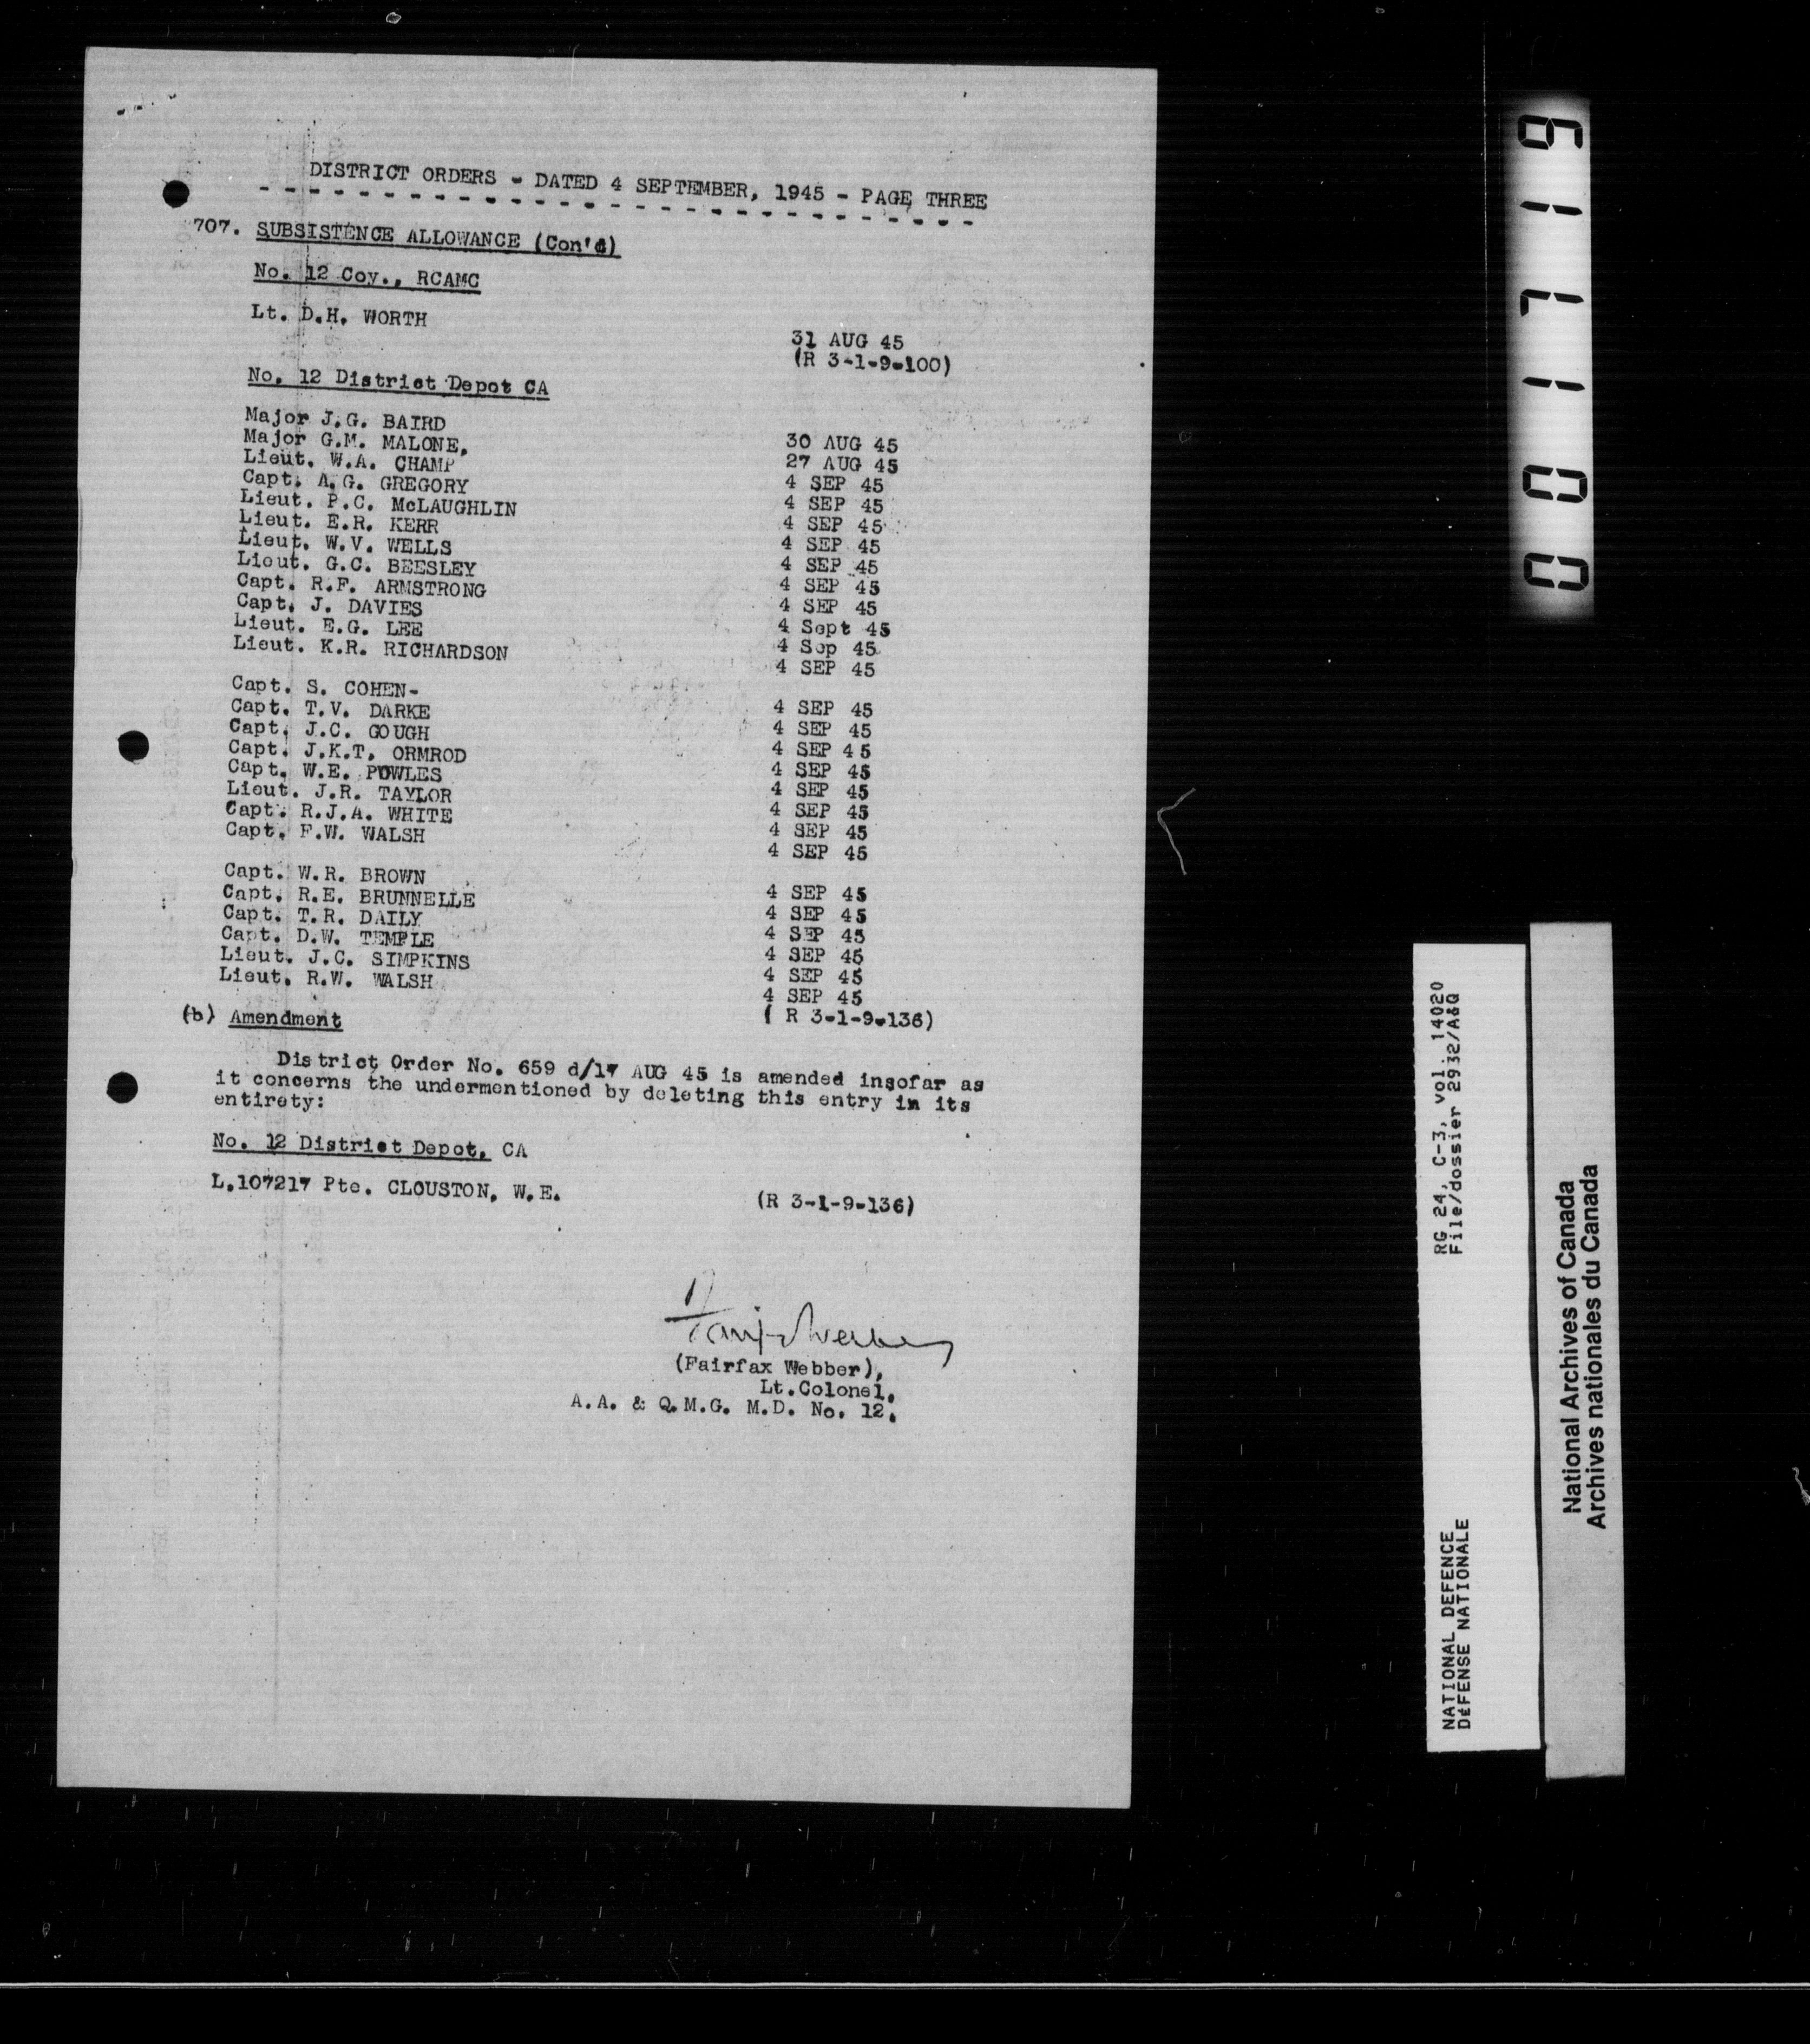 DISTRICT ORDERS - DATED 4 SEPTEMBER, 1945 - PAGE THREE
707. SUBSISTENCE ALLOWANCE (Con'd)
No. 12 Coy., RCAMC
Lt. D.H. WORTH 31 AUG 45
(R 3-1-9-100)
No. 12 District Depot CA
Major J.G. BAIRD 30 AUG 45
Major G.M. MALONE, 27 AUG 45
Lieut. W.A. CHAMP 4 SEP 45
Capt. A.G. GREGORY 4 SEP 45
Lieut. P.C. McLAUGHLIN 4 SEP 45
Lieut. E.R. KERR 4 SEP 45
Lieut. W.V. WELLS 4 SEP 45
Lieut. G.C. BEESLEY 4 SEP 45
Capt. R.F. ARMSTRONG 4 SEP 45
Capt. J. DAVIES 4 Sept 45
Lieut. E.G. LEE 4 Sep 45
Lieut. K.R. RICHARDSON 4 SEP 45
Capt. S. COHEN- 4 SEP 45
Capt. T.V. DARKE 4 SEP 45
Capt. J.C. GOUGH 4 SEP 45
Capt. J.K.T. ORMROD 4 SEP 45
Capt. W.E. POWLES 4 SEP 45
Lieut. J.R. TAYLOR 4 SEP 45
Capt. R.J.A. WHITE 4 SEP 45
Capt. F.W. WALSH 4 SEP 45
Capt. W.R. BROWN 4 SEP 45
Capt. R.E. BRUNNELLE 4 SEP 45
Capt. T.R. DAILY 4 SEP 45
Capt. D.W. TEMPLE 4 SEP 45
Lieut. J.C. SIMPKINS 4 SEP 45
Lieut. R.W. WALSH 4 SEP 45
(b) Amendment ( R 3-1-9-136)
District Order No. 659 d/17 AUG 45 is amended insofar as
it concerns the undermentioned by deleting this entry in its
entirety:
No. 12 District Depot, CA
L.107217 Pte. CLOUSTON, W.E. (R 3-1-9-136)
(Fairfax Webber),
Lt.Colonel.
A.A. & Q.M.G. M.D. No. 12.
001719
NATIONAL DEFENCE RG 24, C-3, vol. 14020
DéFENSE NATIONALE File/dossier 2932/A&Q
National Archives of Canada
Archives nationales du Canada